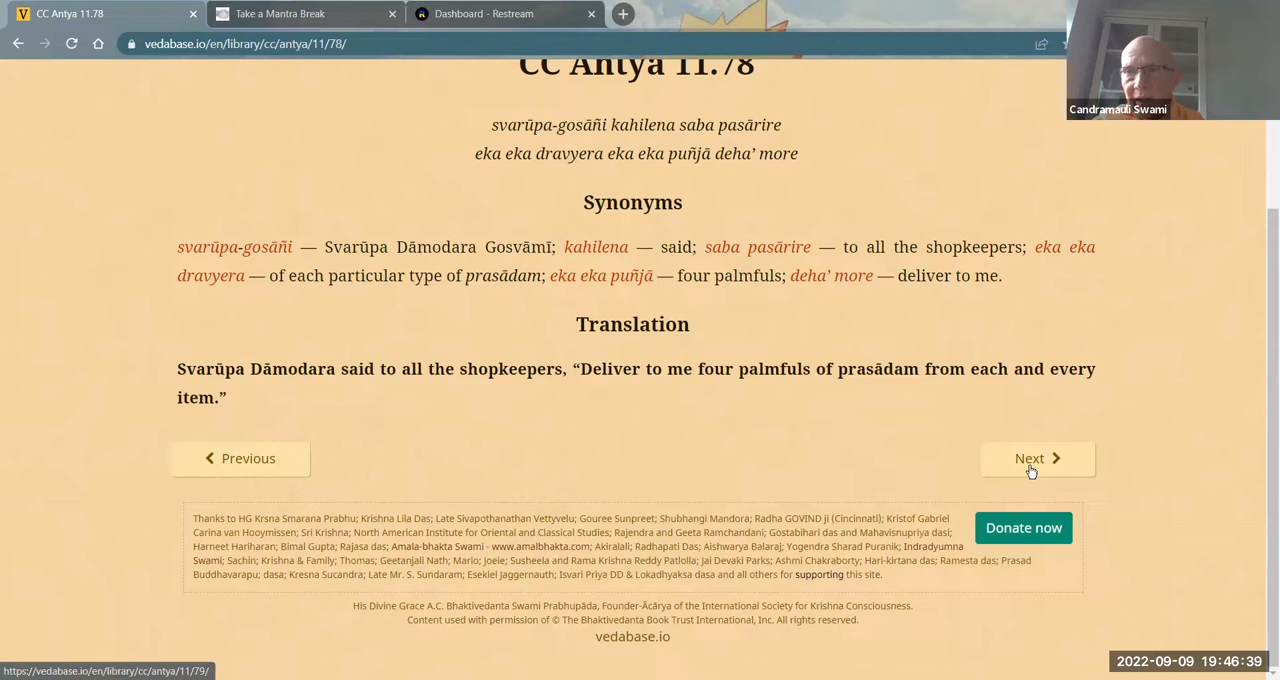 CC Antya 11.78
Take a Mantra Break
Dashboard - Restream
vedabase.io/en/library/cc/antya/11/78/
CC Antya 11.78
Candramauli Swami
svarūpa-gosāñi kahilena saba pasārire
eka eka dravyera eka eka puñjā deha’ more
Synonyms
svarūpa-gosāñi — Svarūpa Dāmodara Gosvāmī; kahilena — said; saba pasārire — to all the shopkeepers; eka eka
dravyera — of each particular type of prasādam; eka eka puñjā — four palmfuls; deha’ more — deliver to me.
Translation
Svarūpa Dāmodara said to all the shopkeepers, “Deliver to me four palmfuls of prasādam from each and every
item.”
Previous
Next
Thanks to HG Krsna Smarana Prabhu; Krishna Lila Das; Late Sivapothanathan Vettyvelu; Gouree Sunpreet; Shubhangi Mandora; Radha GOVIND ji (Cincinnati); Kristof Gabriel
Carina van Hooymissen; Sri Krishna; North American Institute for Oriental and Classical Studies; Rajendra and Geeta Ramchandani; Gostabihari das and Mahavisnupriya dasi;
Harneet Hariharan; Bimal Gupta; Rajasa das; Amala-bhakta Swami - www.amalbhakta.com; Akiralali; Radhapati Das; Aishwarya Balaraj; Yogendra Sharad Puranik; Indradyumna
Swami; Sachin; Krishna & Family; Thomas; Geetanjali Nath; Mario; Joeie; Susheela and Rama Krishna Reddy Patlolla; Jai Devaki Parks; Ashmi Chakraborty; Hari-kirtana das; Ramesta das; Prasad
Buddhavarapu; dasa; Kresna Sucandra; Late Mr. S. Sundaram; Esekiel Jaggernauth; Isvari Priya DD & Lokadhyaksa dasa and all others for supporting this site.
Donate now
His Divine Grace A.C. Bhaktivedanta Swami Prabhupāda, Founder-Ācārya of the International Society for Krishna Consciousness.
Content used with permission of © The Bhaktivedanta Book Trust International, Inc. All rights reserved.
vedabase.io
https://vedabase.io/en/library/cc/antya/11/79/
2022-09-09 19:46:39